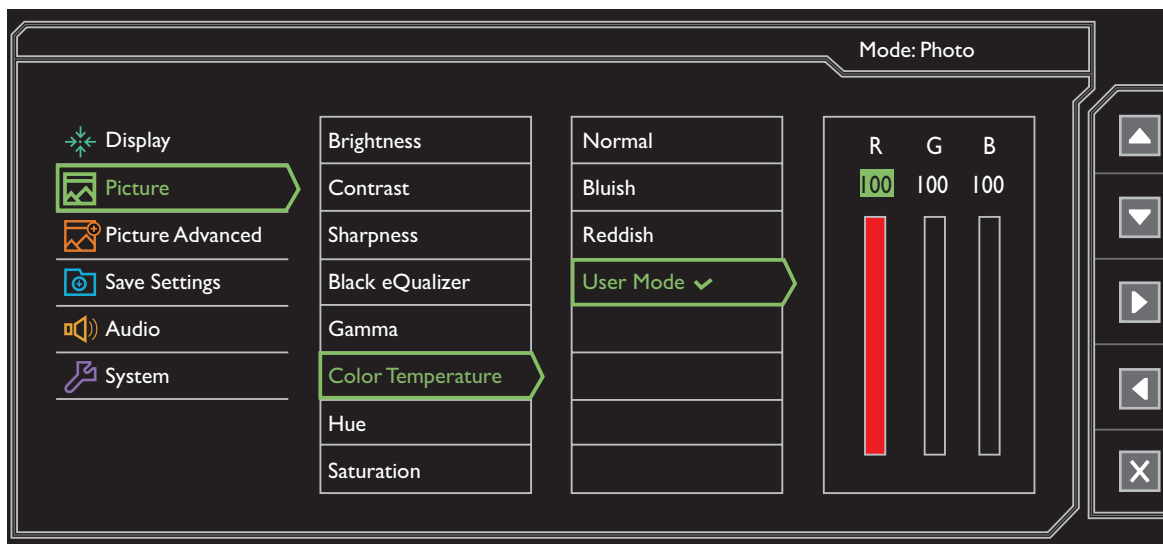 Mode: Photo
Display
Picture
Picture Advanced
Save Settings
Audio
System
Brightness
Contrast
Sharpness
Black eQualizer
Gamma
Color Temperature
Hue
Saturation
Normal
Bluish
Reddish
User Mode
R G B
100 100 100